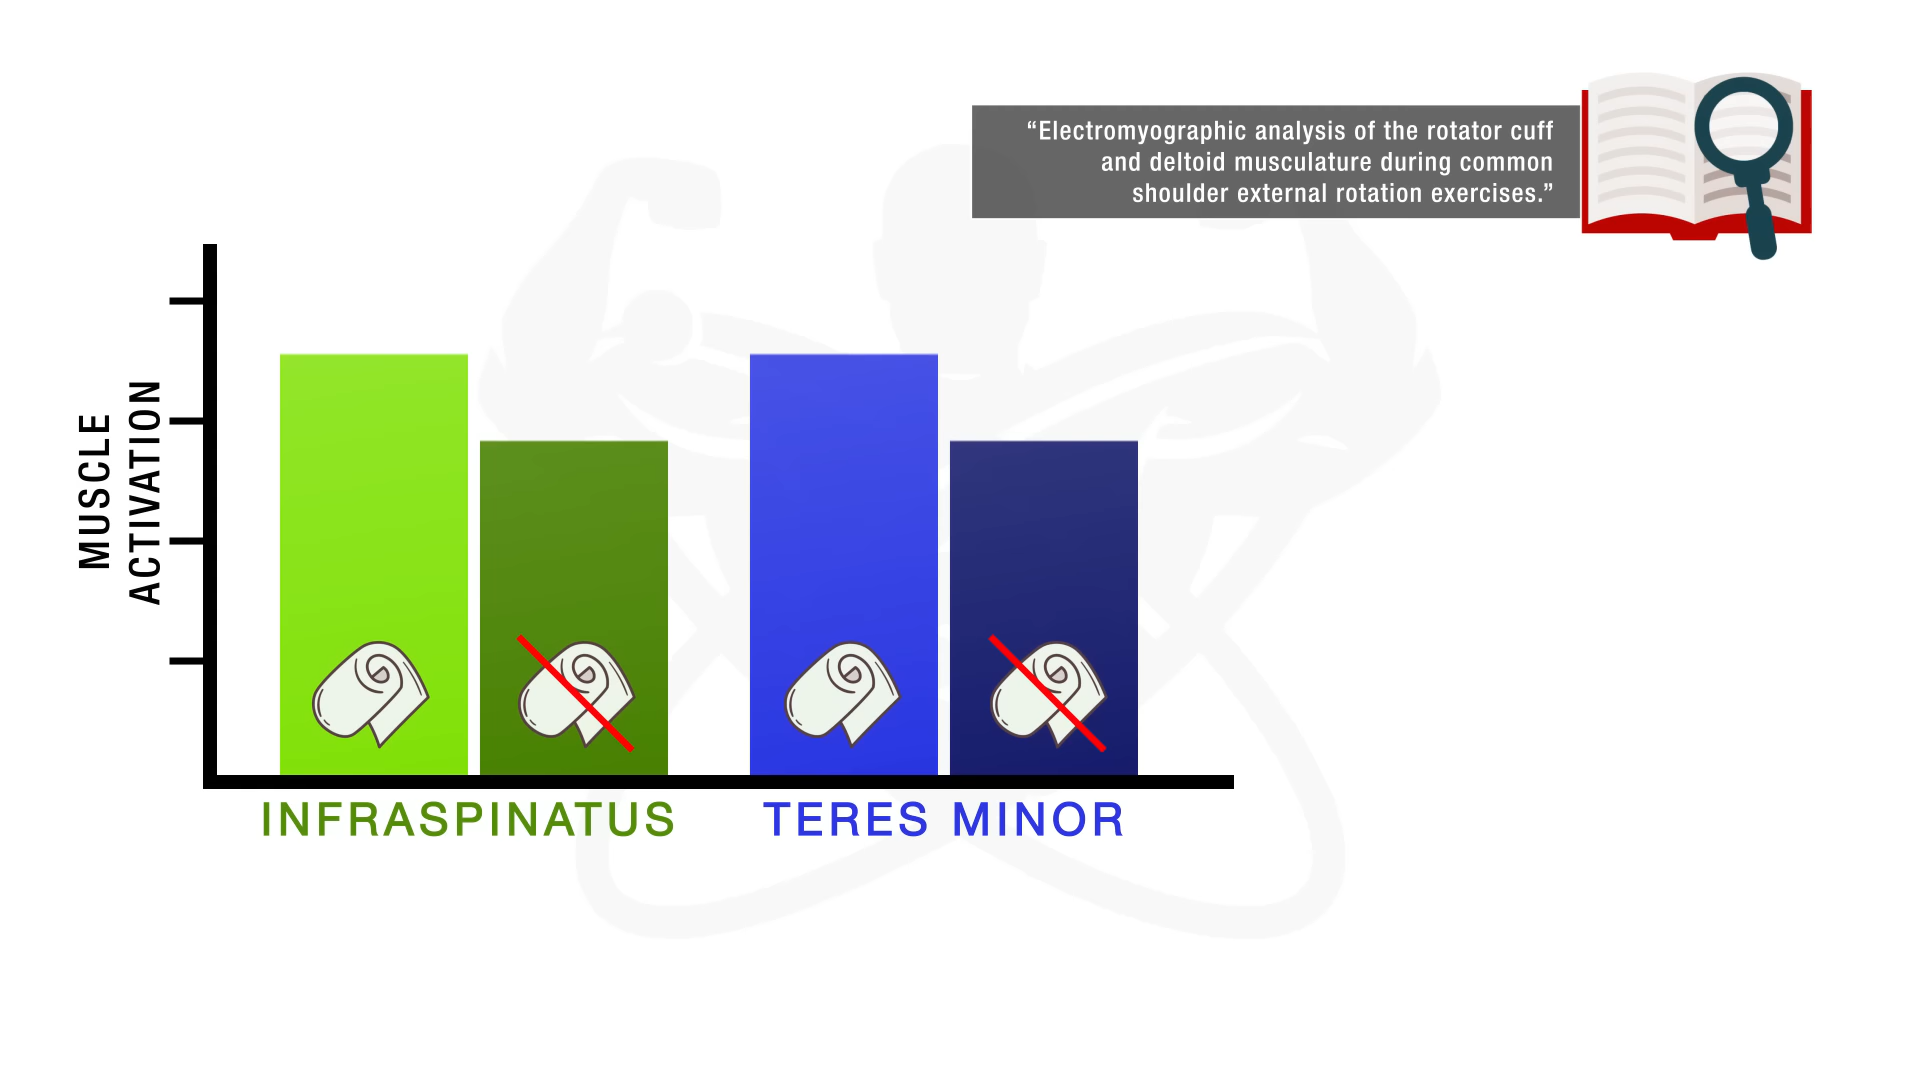 “Electromyographic analysis of the rotator cuff
and deltoid musculature during common
shoulder external rotation exercises.”
MUSCLE
ACTIVATION
INFRASPINATUS
TERES MINOR